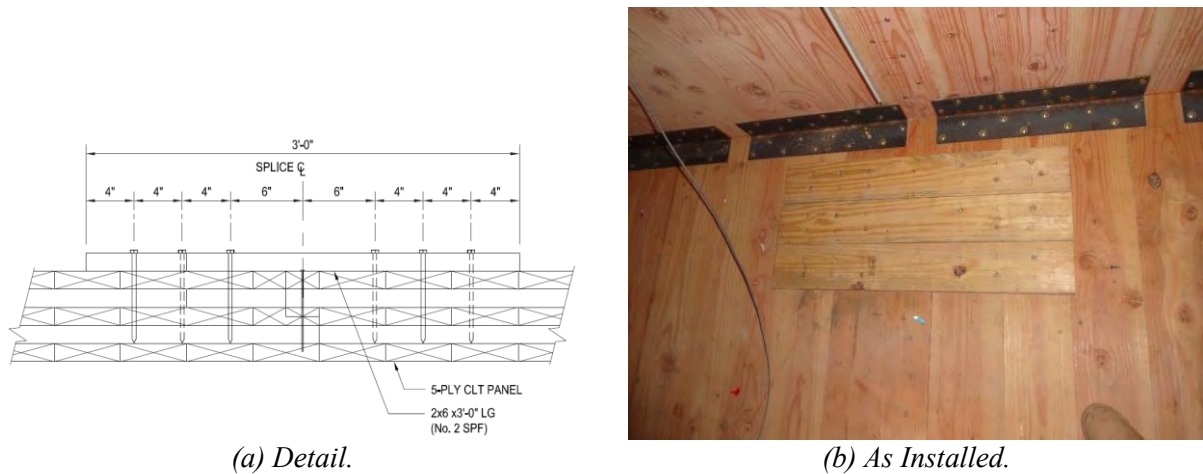 3'-0"
SPLICE ℄
4" 4" 4" 6" 6" 4" 4" 4"
5-PLY CLT PANEL
2x6 x3'-0" LG
(No. 2 SPF)
(a) Detail. (b) As Installed.